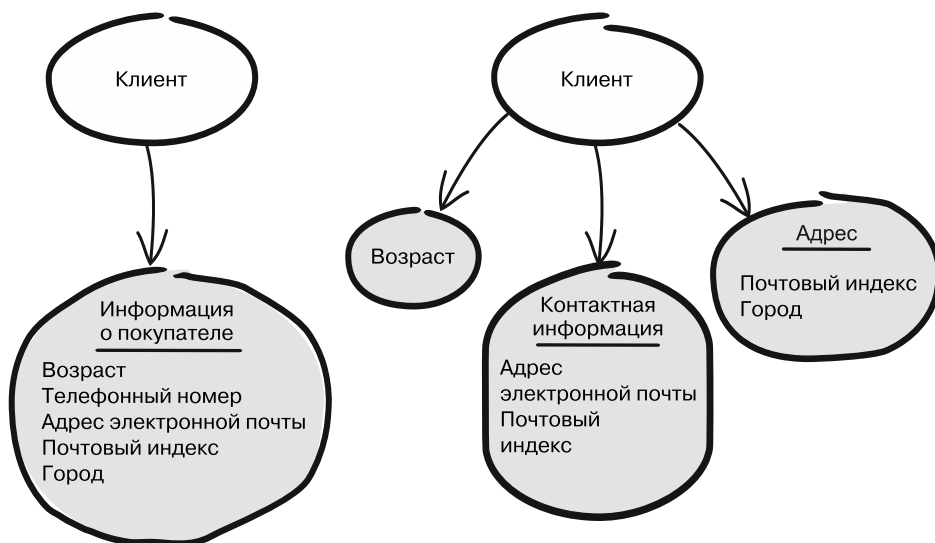 Клиент
Информация
о покупателе
Возраст
Телефонный номер
Адрес электронной почты
Почтовый индекс
Город
Клиент
Возраст
Контактная
информация
Адрес
электронной почты
Почтовый
индекс
Адрес
Почтовый индекс
Город